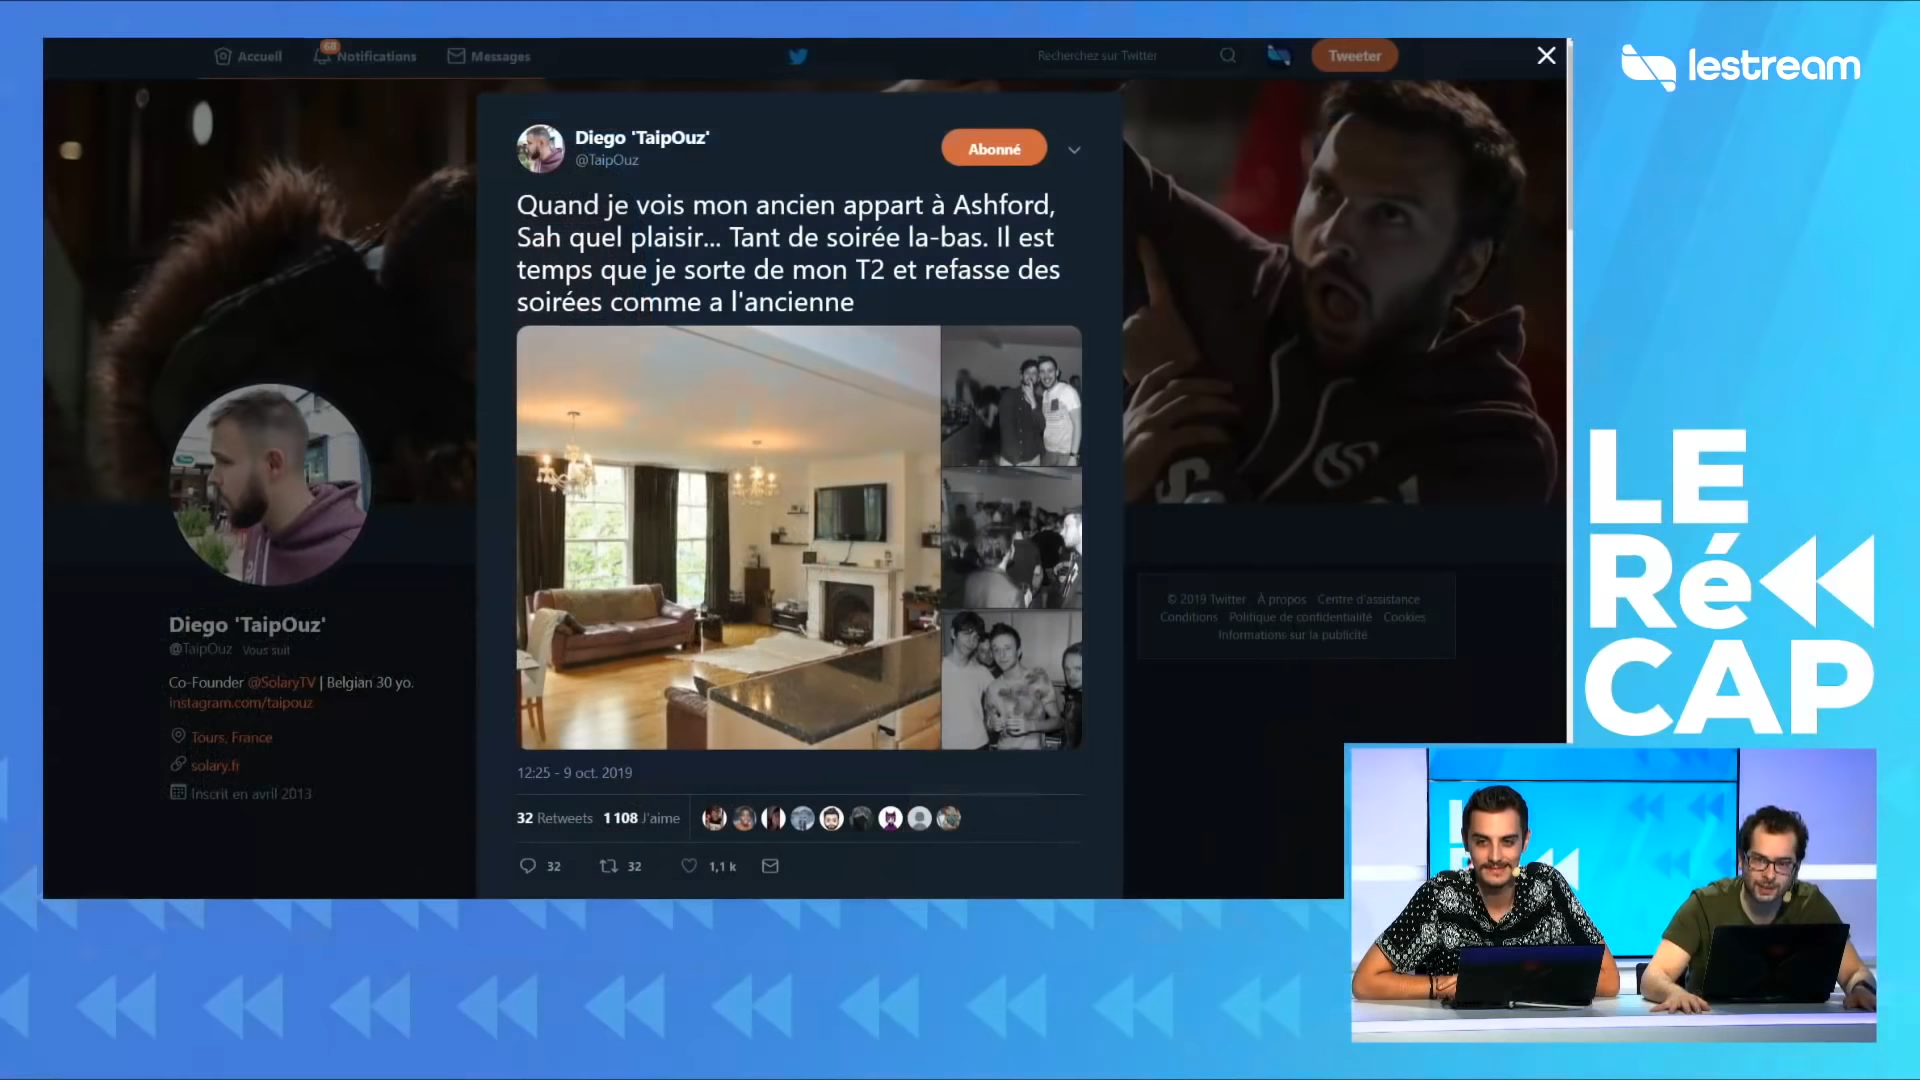 Accueil
68
Notifications
Messages
Recherchez sur Twitter
Tweeter
lestream
Diego 'TaipOuz'
@TaipOuz
Abonné
Quand je vois mon ancien appart à Ashford,
Sah quel plaisir... Tant de soirée la-bas. Il est
temps que je sorte de mon T2 et refasse des
soirées comme a l'ancienne
12:25 - 9 oct. 2019
32 Retweets 1 108 J'aime
32
32
1,1 k
Diego 'TaipOuz'
@TaipOuz Vous suit
Co-Founder @SolaryTV | Belgian 30 yo.
instagram.com/taipouz
Tours, France
solary.fr
Inscrit en avril 2013
© 2019 Twitter À propos Centre d'assistance
Conditions Politique de confidentialité Cookies
Informations sur la publicité
LE
Ré
CAP